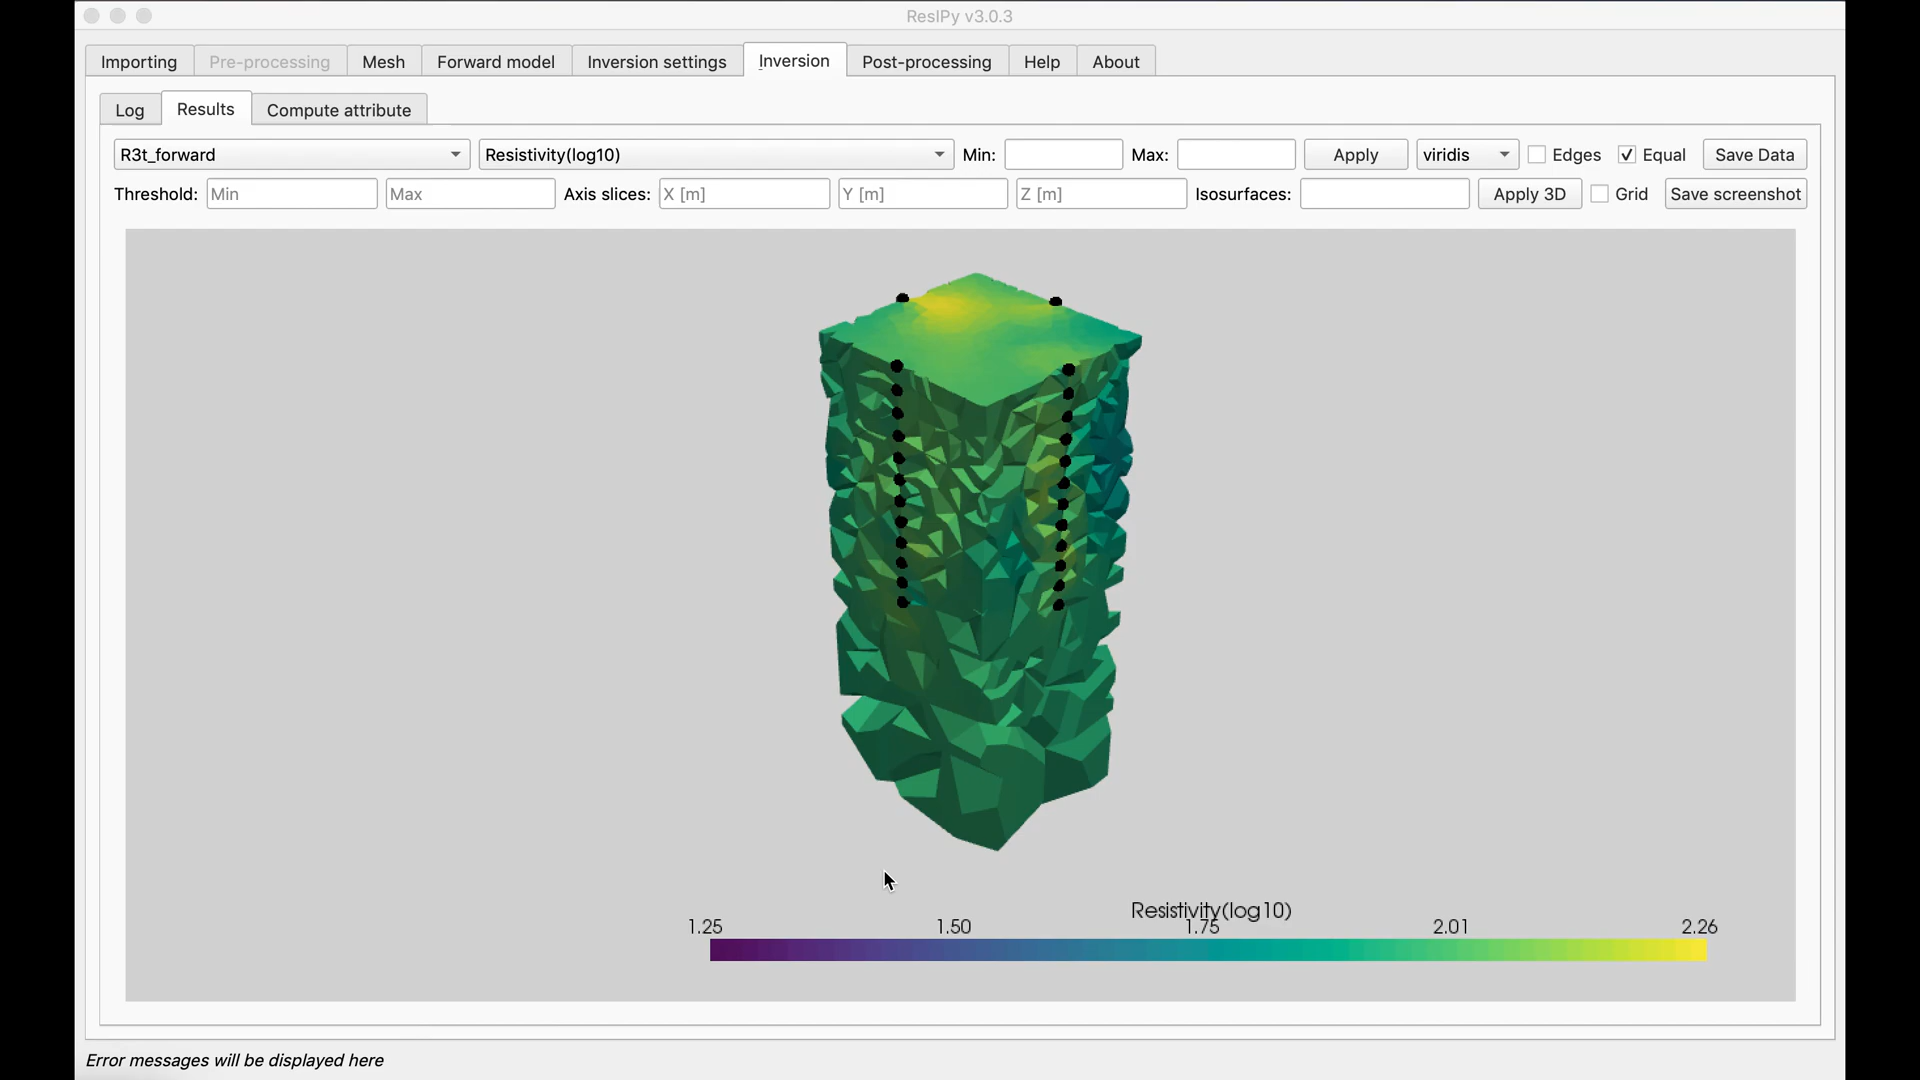 ResIPy v3.0.3
Importing Pre-processing Mesh Forward model Inversion settings Inversion Post-processing Help About
Log Results Compute attribute
R3t_forward Resistivity(log10) Min: Max: Apply viridis Edges Equal Save Data
Threshold: Min Max Axis slices: X [m] Y [m] Z [m] Isosurfaces: Apply 3D Grid Save screenshot
Resistivity(log10)
1.25 1.50 1.75 2.01 2.26
Error messages will be displayed here